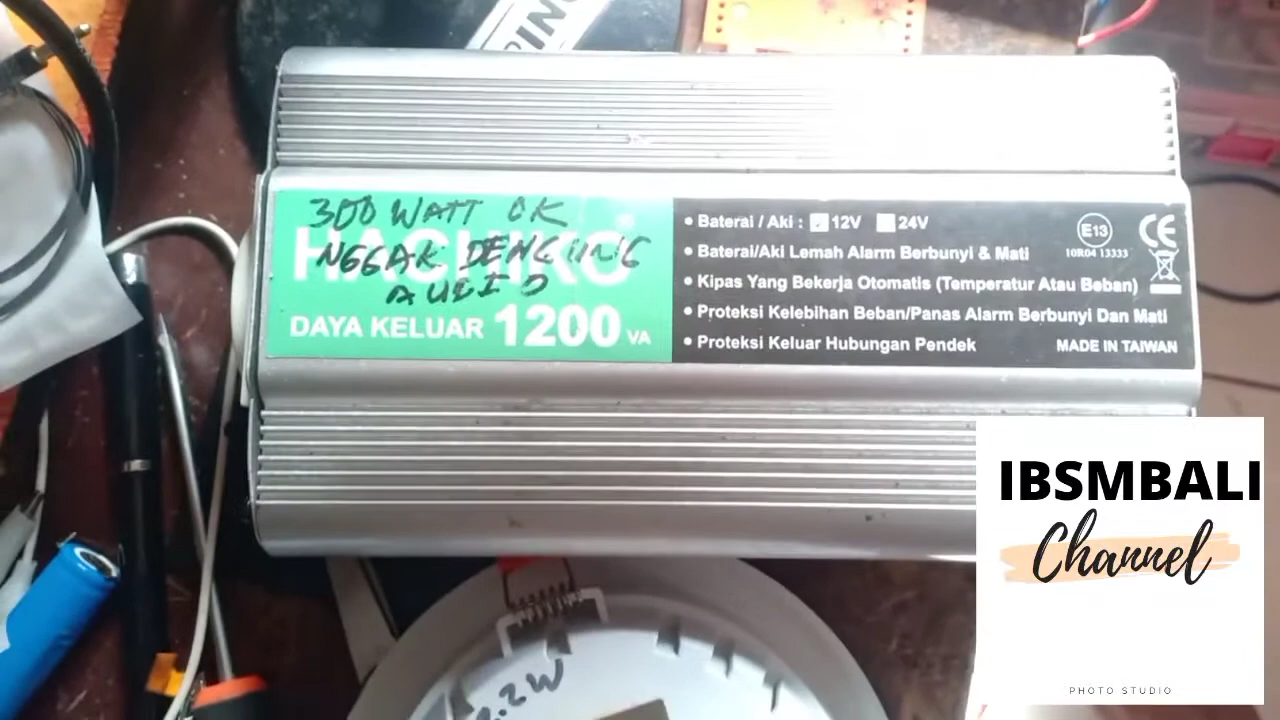 300 WATT OK
NGGAK DENGUNG
AUDIO
HACHIKO
DAYA KELUAR 1200 VA
• Baterai / Aki : 12V 24V
• Baterai/Aki Lemah Alarm Berbunyi & Mati
• Kipas Yang Bekerja Otomatis (Temperatur Atau Beban)
• Proteksi Kelebihan Beban/Panas Alarm Berbunyi Dan Mati
• Proteksi Keluar Hubungan Pendek
E13
10R04 13333
CE
MADE IN TAIWAN
IBSMBALI
Channel
PHOTO STUDIO